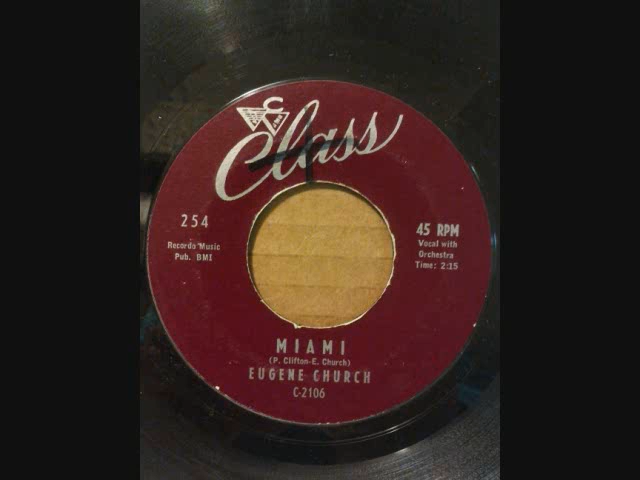 Class
254
Recordo Music
Pub. BMI
45 RPM
Vocal with
Orchestra
Time: 2:15
MIAMI
(P. Clifton-E. Church)
EUGENE CHURCH
C-2106